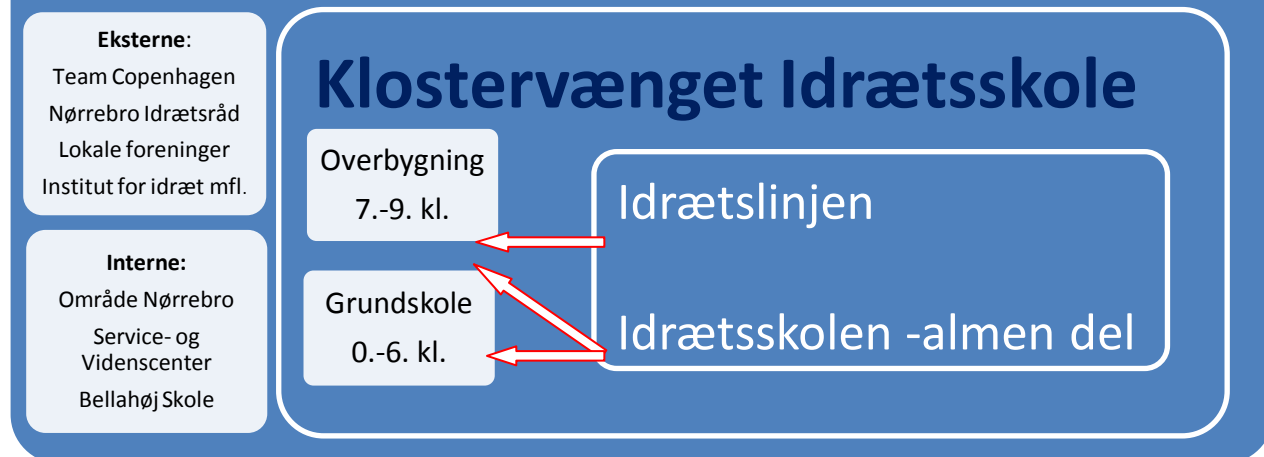 Eksterne:
Team Copenhagen
Nørrebro Idrætsråd
Lokale foreninger
Institut for idræt mfl.
Interne:
Område Nørrebro
Service- og
Videnscenter
Bellahøj Skole
Klostervænget Idrætsskole
Overbygning
7.-9. kl.
Grundskole
0.-6. kl.
Idrætslinjen
Idrætsskolen -almen del